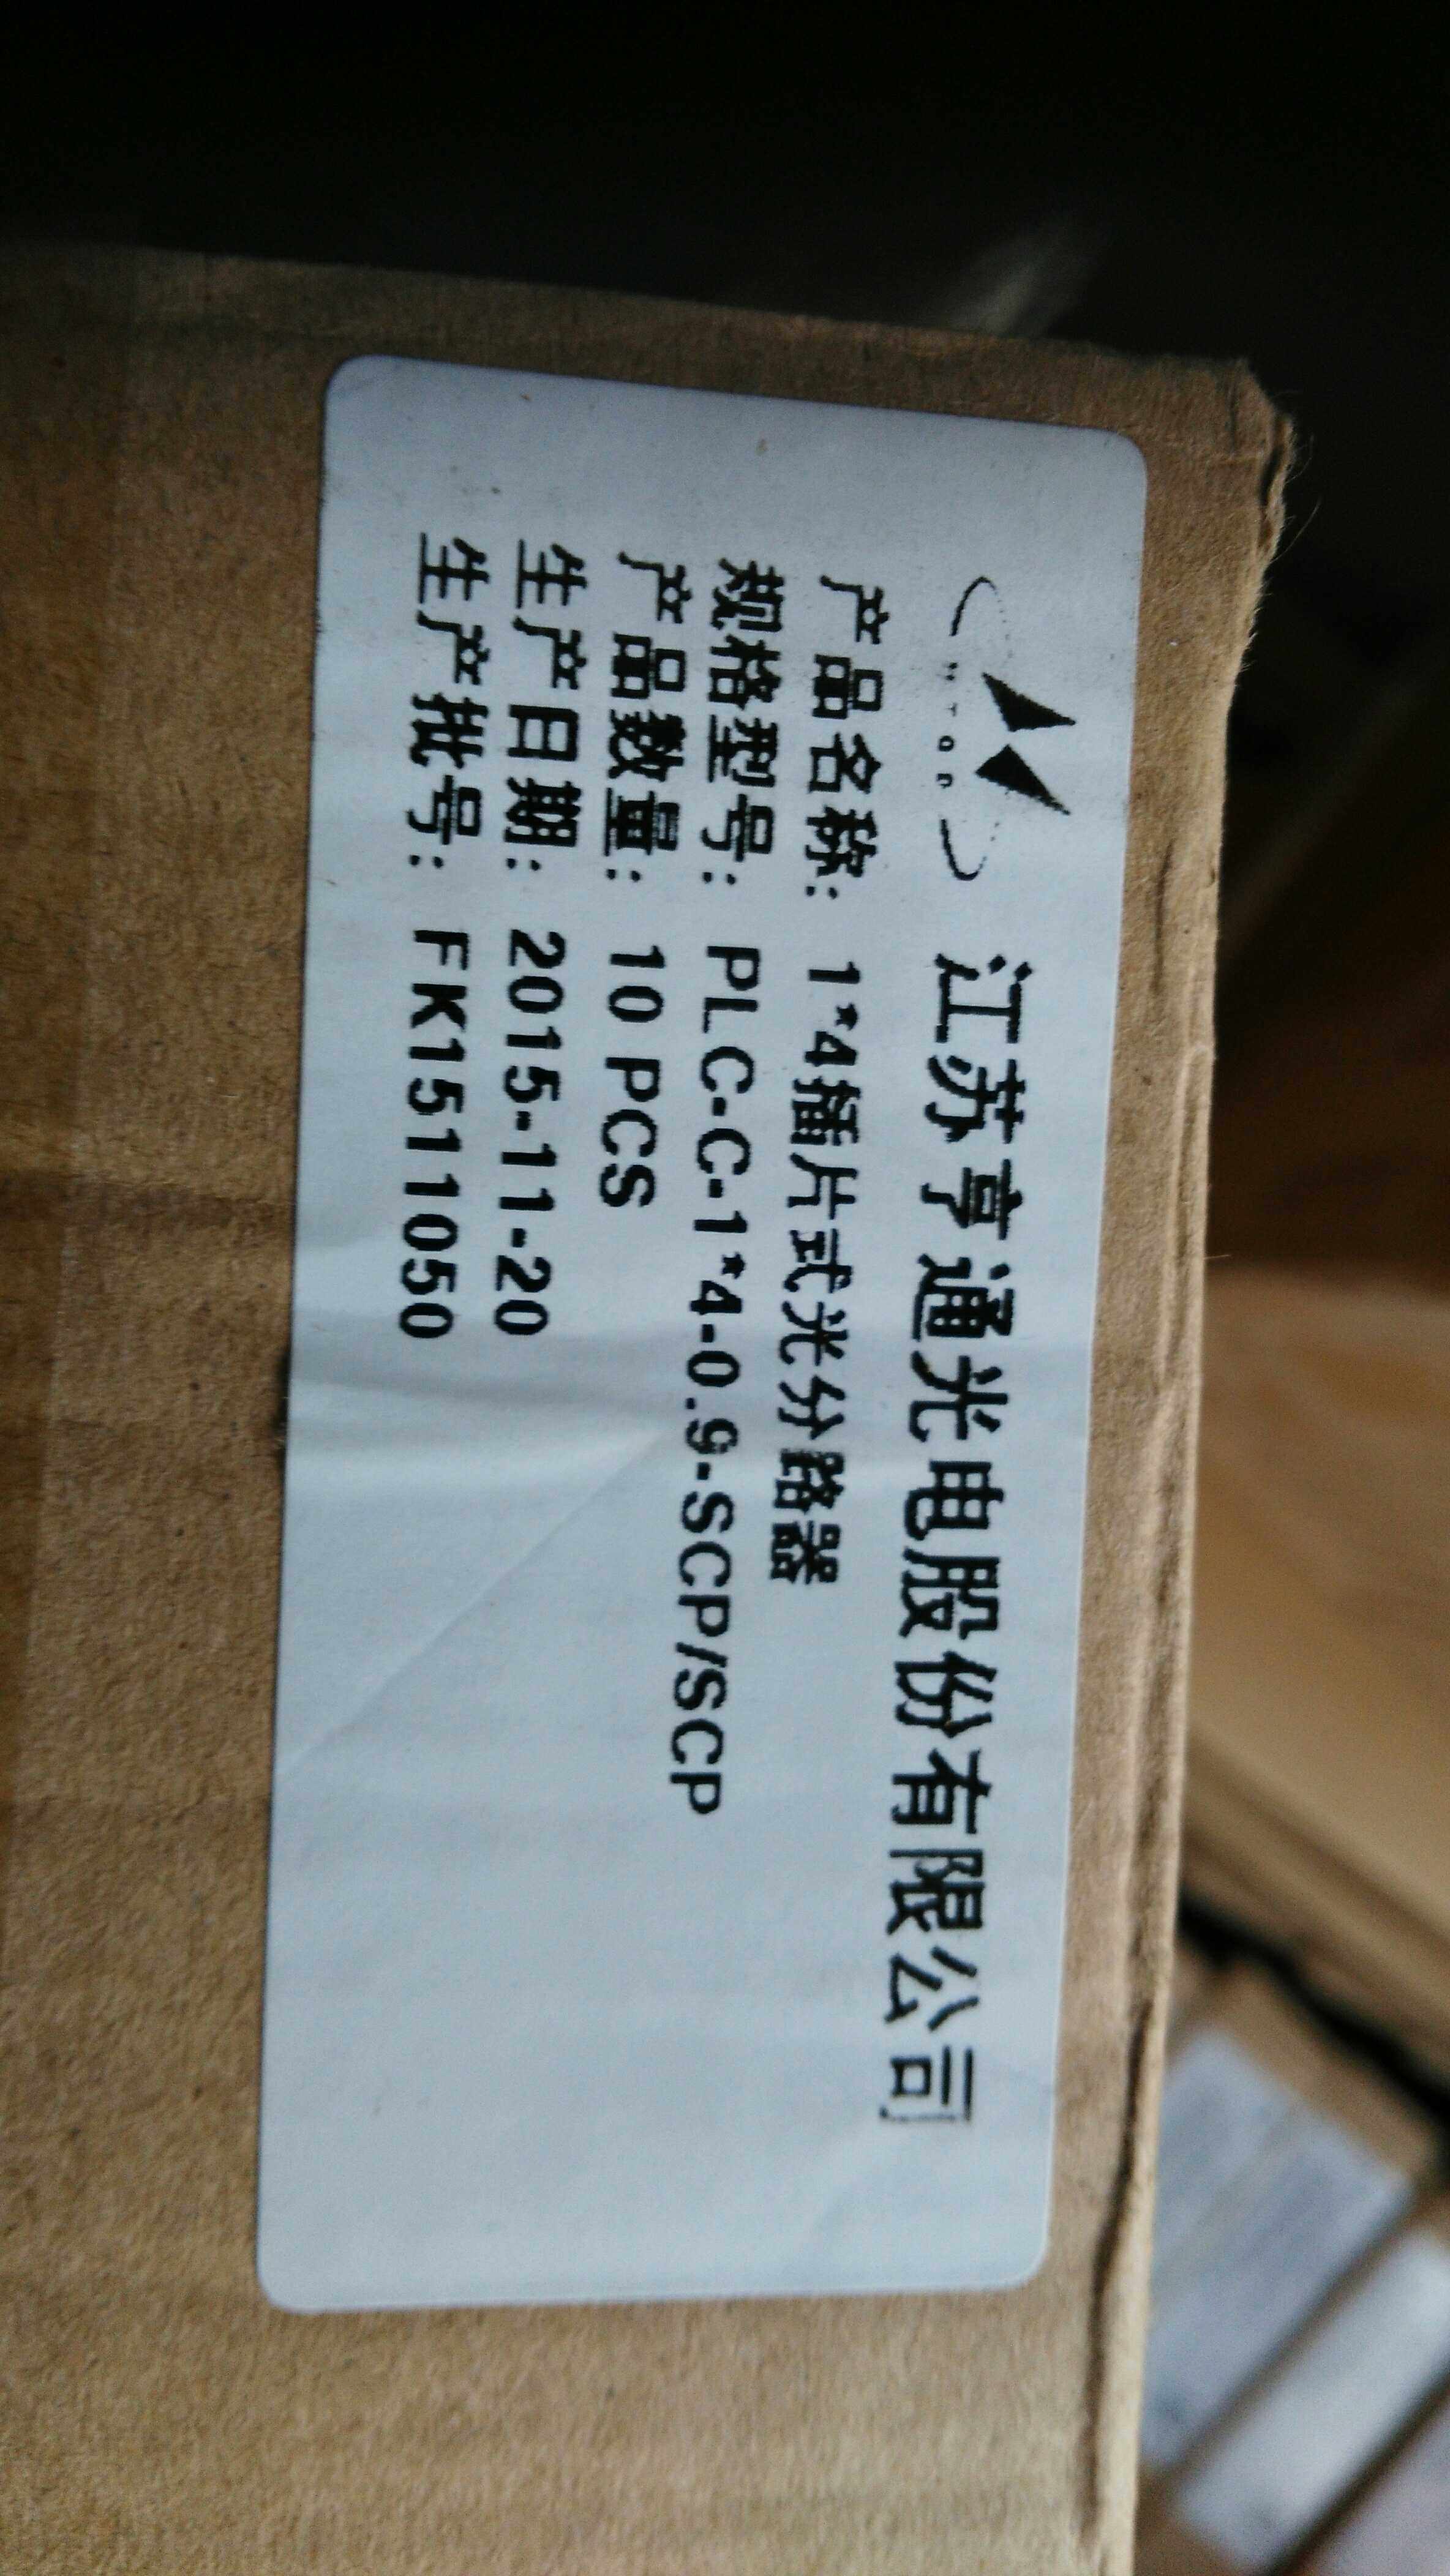 江苏亨通光电股份有限公司
产品名称: 1*4插片式光分路器
规格型号: PLC-C-1*4-0.9-SCP/SCP
产品数量: 10 PCS
生产日期: 2015-11-20
生产批号: FK1511050